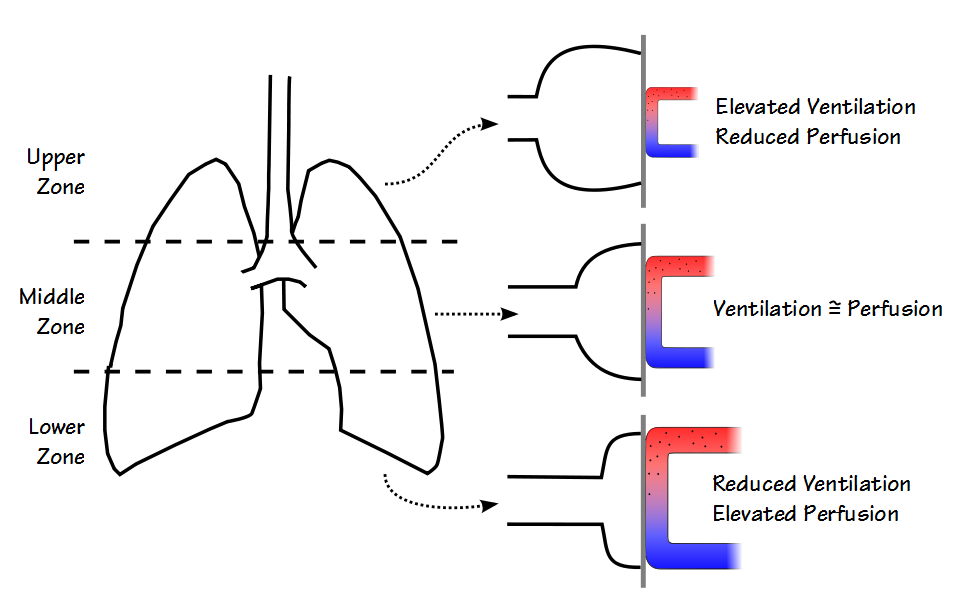 Upper
Zone
Middle
Zone
Lower
Zone
Elevated Ventilation
Reduced Perfusion
Ventilation ≅ Perfusion
Reduced Ventilation
Elevated Perfusion